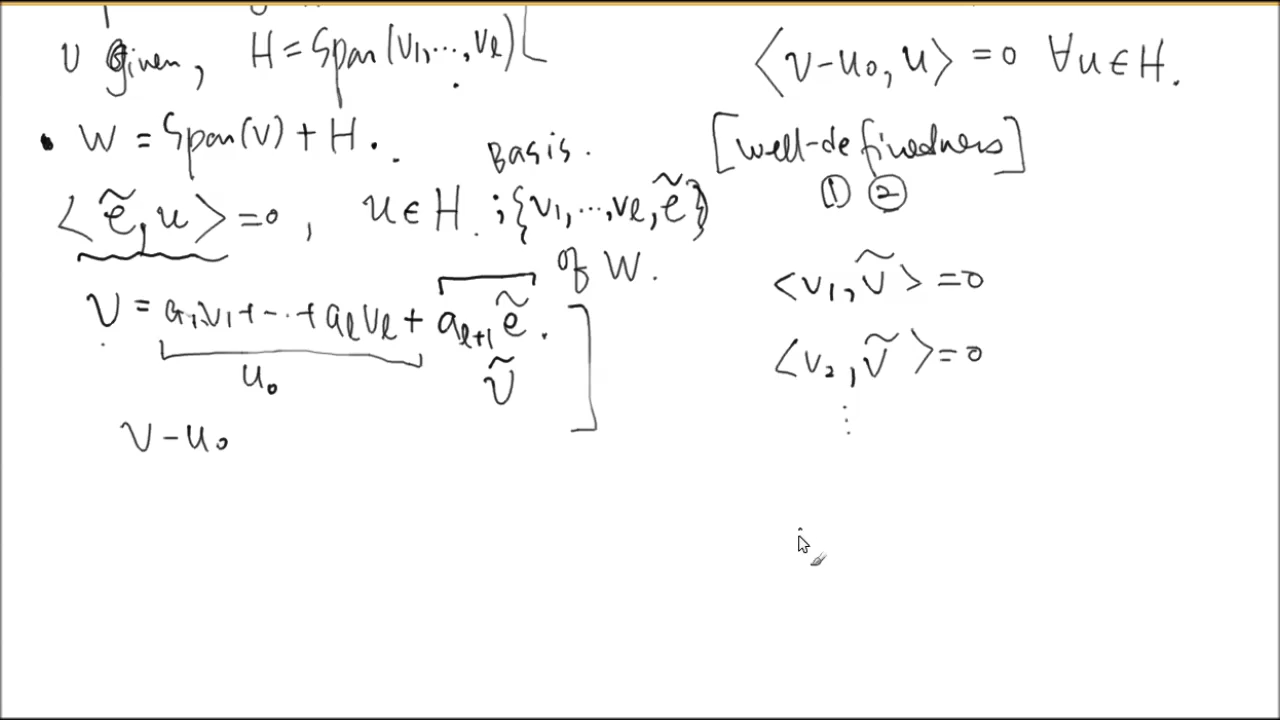 v given, H = Span(v1,...,vℓ)
• W = Span(v) + H.
Basis.
<ẽ, u> = 0, u ∈ H ; {v1,...,vℓ, ẽ}
of W.
v = a1v1 + ... + aℓvℓ + aℓ+1 ẽ.
u0 ṽ
v - u0
<v - u0, u> = 0 ∀u ∈ H.
[well-definedness]
① ②
<v1, ṽ> = 0
<v2, ṽ> = 0
⋮